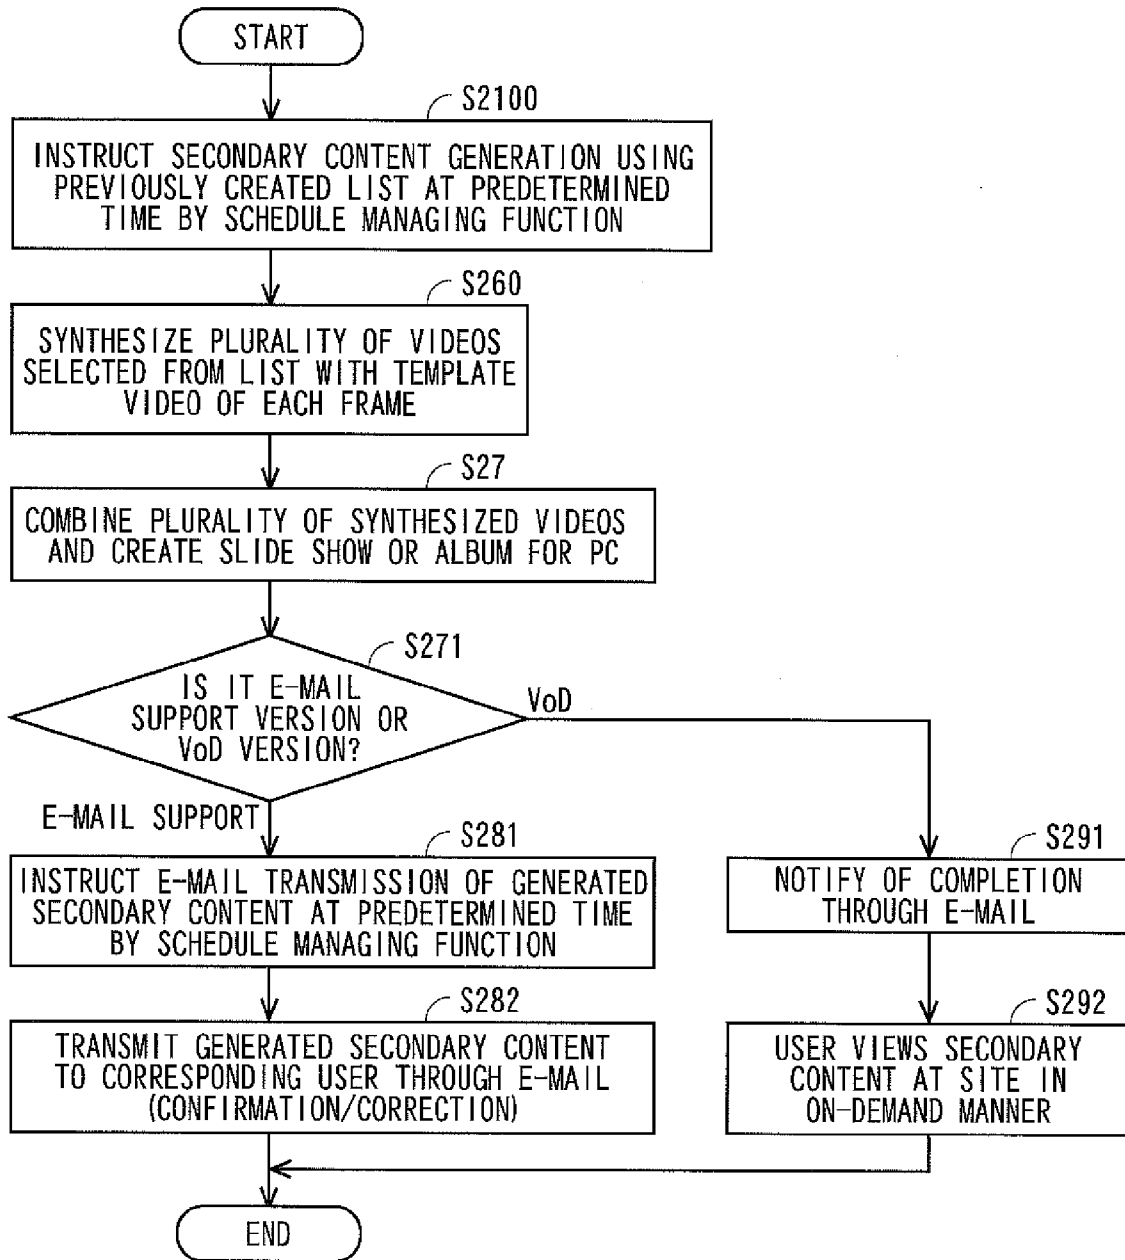 START
S2100
INSTRUCT SECONDARY CONTENT GENERATION USING
PREVIOUSLY CREATED LIST AT PREDETERMINED
TIME BY SCHEDULE MANAGING FUNCTION
S260
SYNTHESIZE PLURALITY OF VIDEOS
SELECTED FROM LIST WITH TEMPLATE
VIDEO OF EACH FRAME
S27
COMBINE PLURALITY OF SYNTHESIZED VIDEOS
AND CREATE SLIDE SHOW OR ALBUM FOR PC
S271
IS IT E-MAIL
SUPPORT VERSION OR
VoD VERSION?
VoD
E-MAIL SUPPORT
S281
INSTRUCT E-MAIL TRANSMISSION OF GENERATED
SECONDARY CONTENT AT PREDETERMINED TIME
BY SCHEDULE MANAGING FUNCTION
S282
TRANSMIT GENERATED SECONDARY CONTENT
TO CORRESPONDING USER THROUGH E-MAIL
(CONFIRMATION/CORRECTION)
S291
NOTIFY OF COMPLETION
THROUGH E-MAIL
S292
USER VIEWS SECONDARY
CONTENT AT SITE IN
ON-DEMAND MANNER
END